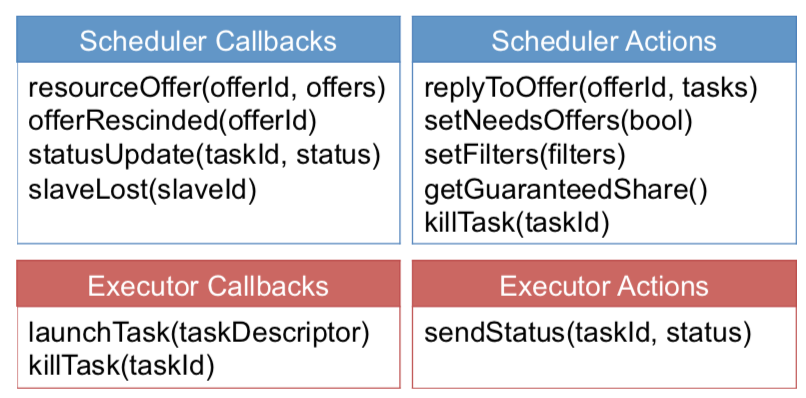 Scheduler Callbacks
resourceOffer(offerId, offers)
offerRescinded(offerId)
statusUpdate(taskId, status)
slaveLost(slaveId)
Scheduler Actions
replyToOffer(offerId, tasks)
setNeedsOffers(bool)
setFilters(filters)
getGuaranteedShare()
killTask(taskId)
Executor Callbacks
launchTask(taskDescriptor)
killTask(taskId)
Executor Actions
sendStatus(taskId, status)